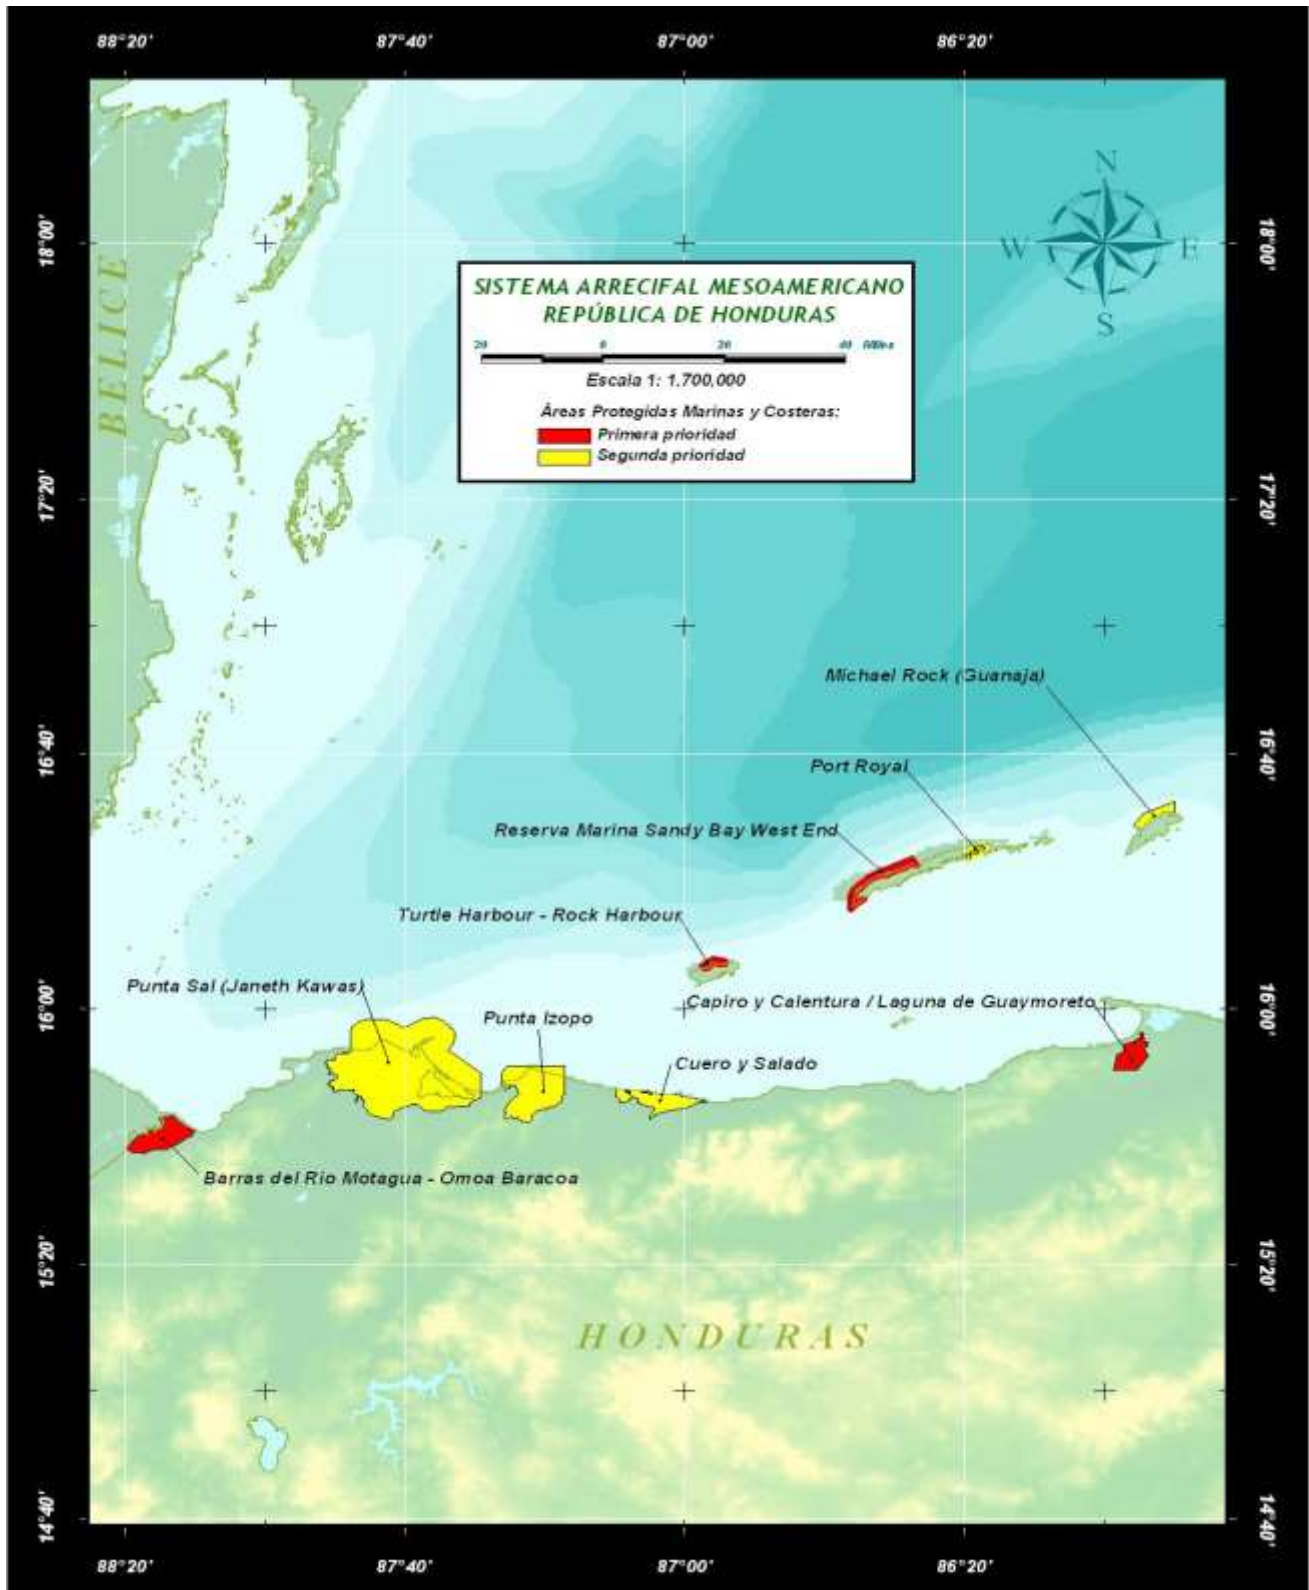 88°20' 87°40' 87°00' 86°20'
N
W E
S
18°00' 18°00'
BELICE
SISTEMA ARRECIFAL MESOAMERICANO
REPÚBLICA DE HONDURAS
20 0 20 40 Miles
Escala 1: 1.700,000
Áreas Protegidas Marinas y Costeras:
Primera prioridad
Segunda prioridad
17°20' 17°20'
Michael Rock (Guanaja)
16°40' 16°40'
Port Royal
Reserva Marina Sandy Bay West End
Turtle Harbour - Rock Harbour
Punta Sal (Janeth Kawas)
Capiro y Calentura / Laguna de Guaymoreto
16°00' 16°00'
Punta Izopo
Cuero y Salado
Barras del Rio Motagua - Omoa Baracoa
15°20' 15°20'
HONDURAS
14°40' 14°40'
88°20' 87°40' 87°00' 86°20'